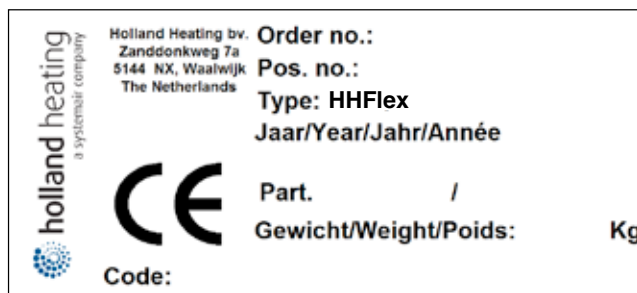 holland heating
a systemair company
Holland Heating bv.
Zanddonkweg 7a
5144 NX, Waalwijk
The Netherlands
Order no.:
Pos. no.:
Type: HHFlex
Jaar/Year/Jahr/Année
CE
Part. /
Gewicht/Weight/Poids: Kg
Code: